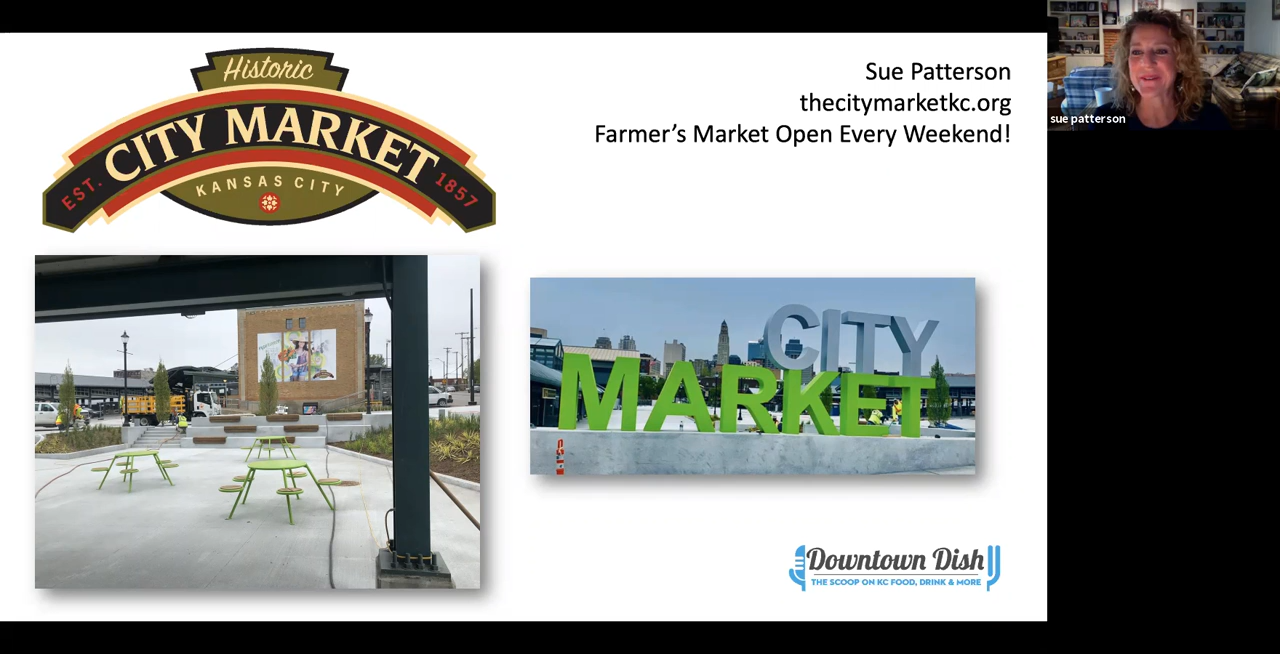 Historic
CITY MARKET
EST. 1857
KANSAS CITY
Sue Patterson
thecitymarketkc.org
Farmer’s Market Open Every Weekend!
sue patterson
CITY
MARKET
Downtown Dish
THE SCOOP ON KC FOOD, DRINK & MORE